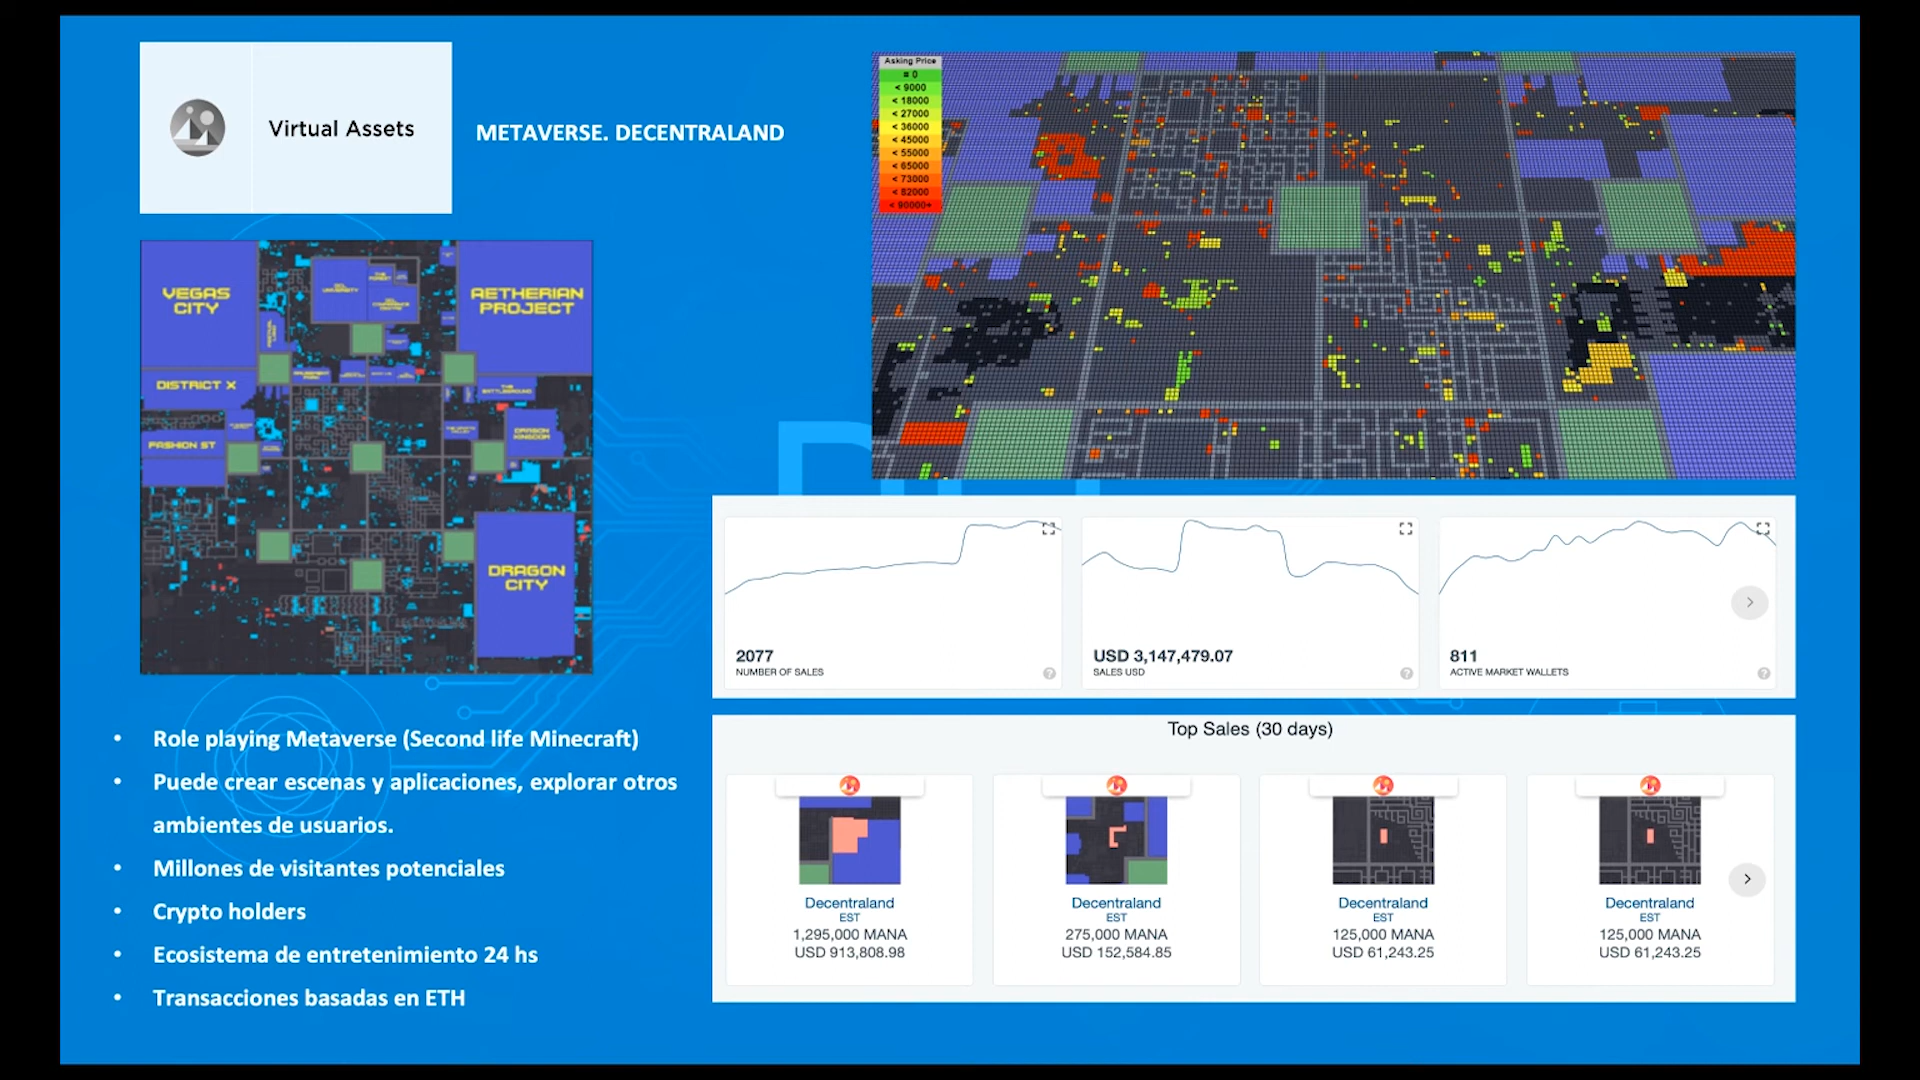 Virtual Assets
METAVERSE. DECENTRALAND
Asking Price
= 0
< 9000
< 18000
< 27000
< 36000
< 45000
< 55000
< 65000
< 73000
< 82000
< 90000+
VEGAS
CITY
AETHERIAN
PROJECT
DISTRICT X
FASHION ST
THE
BATTLEGROUND
DRAGON
KINGDOM
DRAGON
CITY
UNIVERSITY
2077
NUMBER OF SALES
USD 3,147,479.07
SALES USD
811
ACTIVE MARKET WALLETS
• Role playing Metaverse (Second life Minecraft)
• Puede crear escenas y aplicaciones, explorar otros
ambientes de usuarios.
• Millones de visitantes potenciales
• Crypto holders
• Ecosistema de entretenimiento 24 hs
• Transacciones basadas en ETH
Top Sales (30 days)
Decentraland
EST
1,295,000 MANA
USD 913,808.98
Decentraland
EST
275,000 MANA
USD 152,584.85
Decentraland
EST
125,000 MANA
USD 61,243.25
Decentraland
EST
125,000 MANA
USD 61,243.25